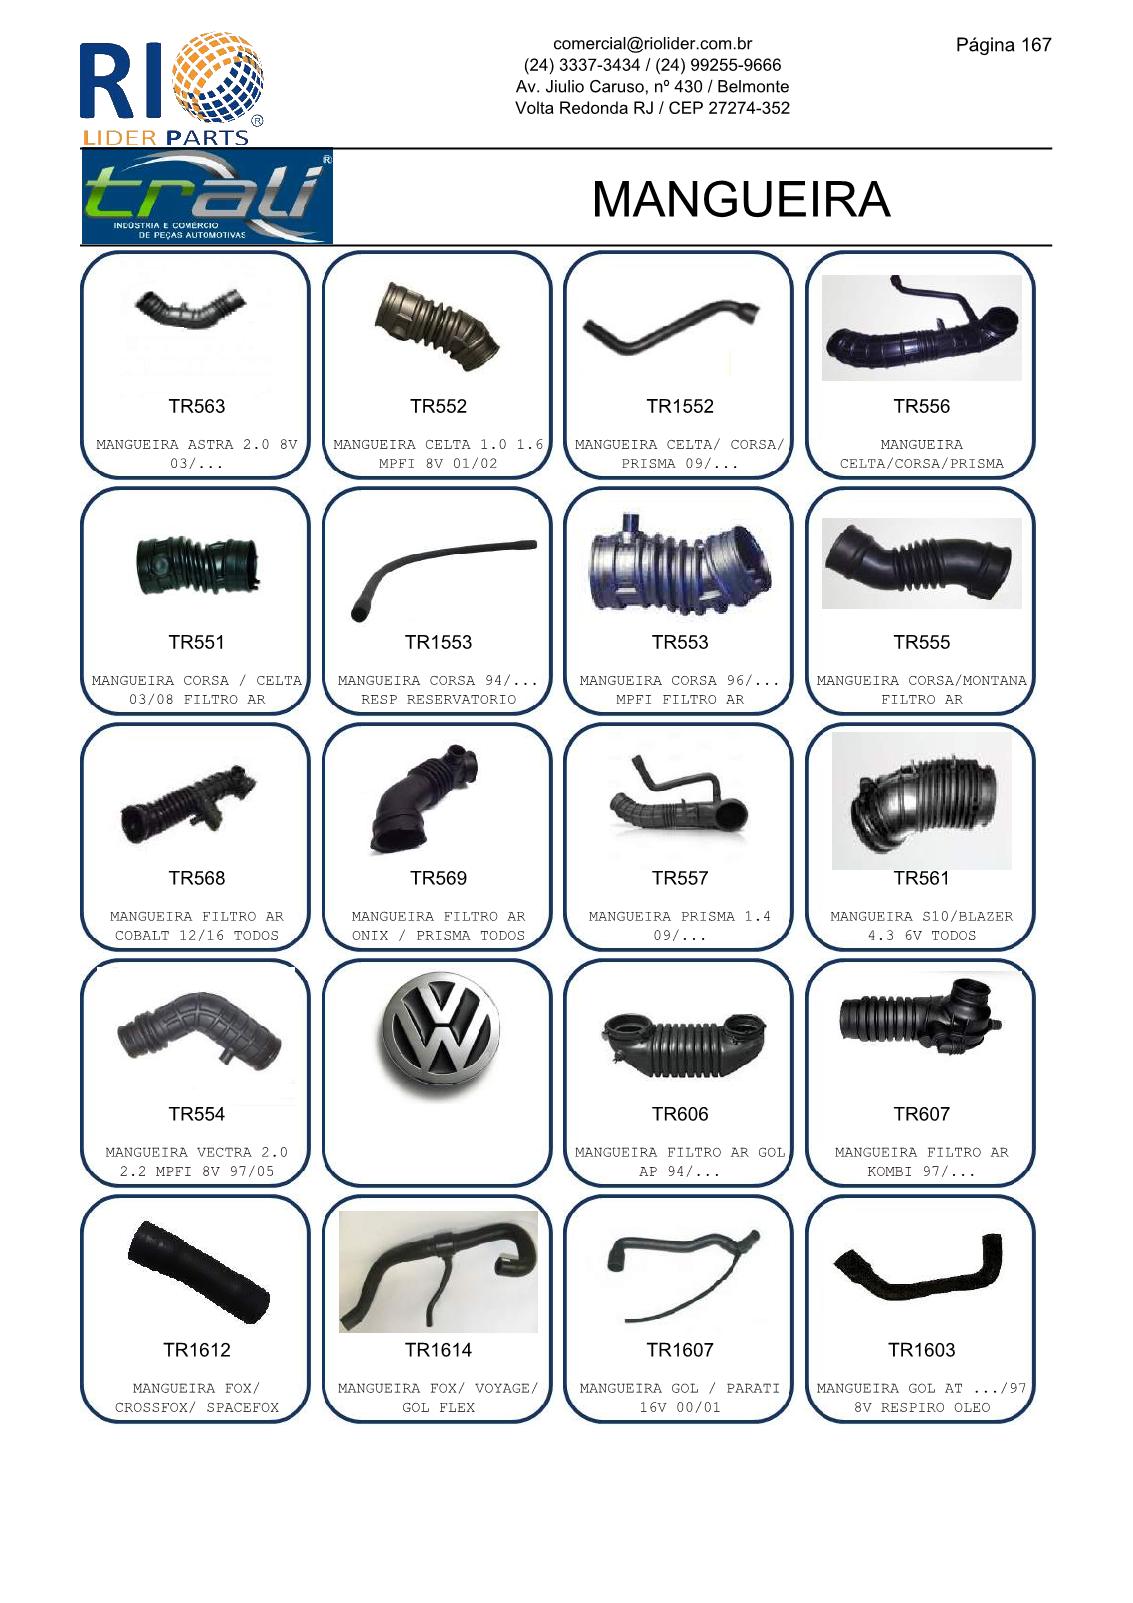 RIO®
LIDER PARTS
comercial@riolider.com.br
(24) 3337-3434 / (24) 99255-9666
Av. Jiulio Caruso, nº 430 / Belmonte
Volta Redonda RJ / CEP 27274-352
Página 167
trali®
INDÚSTRIA E COMÉRCIO
DE PEÇAS AUTOMOTIVAS
MANGUEIRA
TR563
MANGUEIRA ASTRA 2.0 8V
03/...
TR552
MANGUEIRA CELTA 1.0 1.6
MPFI 8V 01/02
TR1552
MANGUEIRA CELTA/ CORSA/
PRISMA 09/...
TR556
MANGUEIRA
CELTA/CORSA/PRISMA
TR551
MANGUEIRA CORSA / CELTA
03/08 FILTRO AR
TR1553
MANGUEIRA CORSA 94/...
RESP RESERVATORIO
TR553
MANGUEIRA CORSA 96/...
MPFI FILTRO AR
TR555
MANGUEIRA CORSA/MONTANA
FILTRO AR
TR568
MANGUEIRA FILTRO AR
COBALT 12/16 TODOS
TR569
MANGUEIRA FILTRO AR
ONIX / PRISMA TODOS
TR557
MANGUEIRA PRISMA 1.4
09/...
TR561
MANGUEIRA S10/BLAZER
4.3 6V TODOS
TR554
MANGUEIRA VECTRA 2.0
2.2 MPFI 8V 97/05
VW
TR606
MANGUEIRA FILTRO AR GOL
AP 94/...
TR607
MANGUEIRA FILTRO AR
KOMBI 97/...
TR1612
MANGUEIRA FOX/
CROSSFOX/ SPACEFOX
TR1614
MANGUEIRA FOX/ VOYAGE/
GOL FLEX
TR1607
MANGUEIRA GOL / PARATI
16V 00/01
TR1603
MANGUEIRA GOL AT .../97
8V RESPIRO OLEO